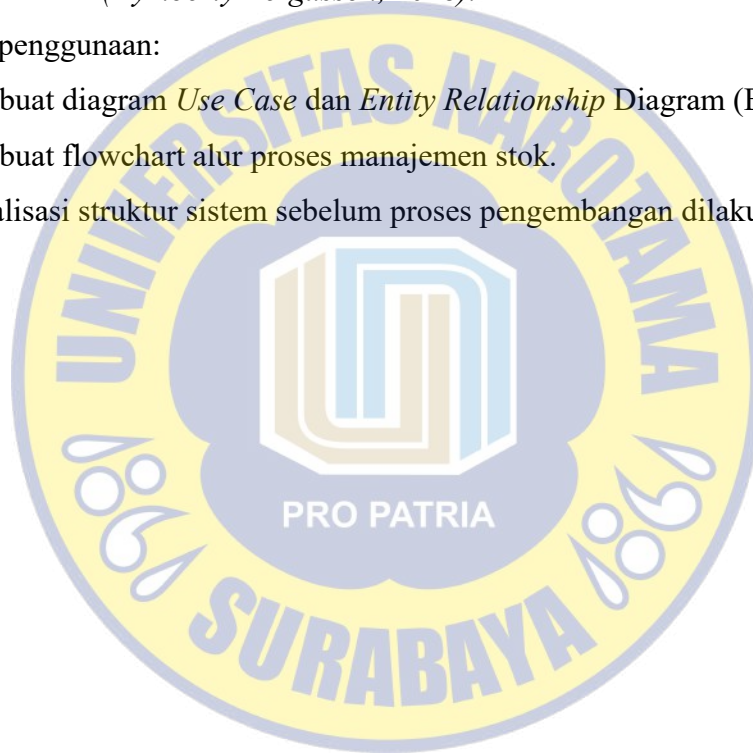 penggunaan:
buat diagram Use Case dan Entity Relationship Diagram (
buat flowchart alur proses manajemen stok.
alisasi struktur sistem sebelum proses pengembangan dilaku
UNIVERSITAS NAROTAMA
PRO PATRIA
SURABAYA